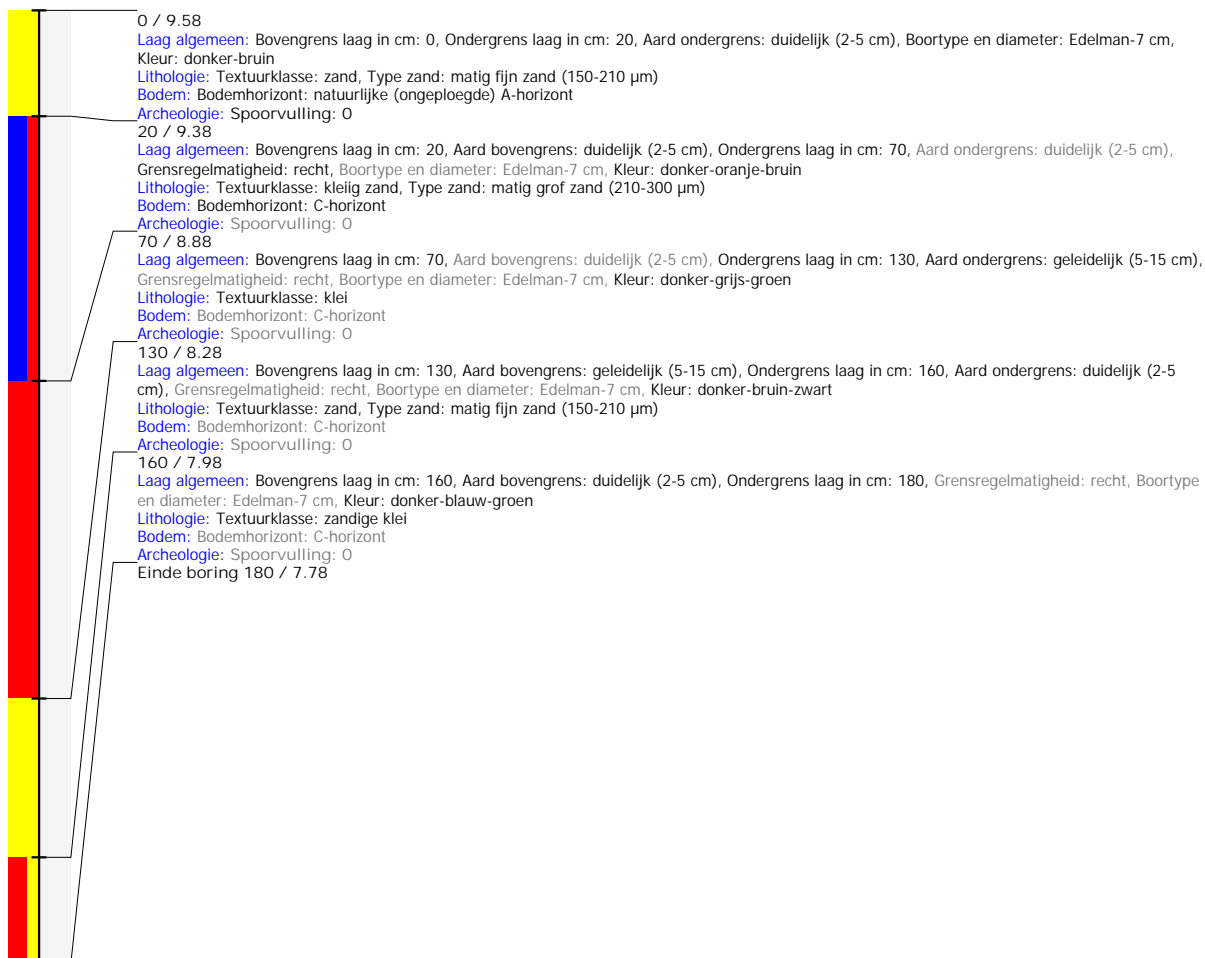 0 / 9.58
Laag algemeen: Bovengrens laag in cm: 0, Ondergrens laag in cm: 20, Aard ondergrens: duidelijk (2-5 cm), Boortype en diameter: Edelman-7 cm,
Kleur: donker-bruin
Lithologie: Textuurklasse: zand, Type zand: matig fijn zand (150-210 µm)
Bodem: Bodemhorizont: natuurlijke (ongeploegde) A-horizont
Archeologie: Spoorvulling: 0
20 / 9.38
Laag algemeen: Bovengrens laag in cm: 20, Aard bovengrens: duidelijk (2-5 cm), Ondergrens laag in cm: 70, Aard ondergrens: duidelijk (2-5 cm),
Grensregelmatigheid: recht, Boortype en diameter: Edelman-7 cm, Kleur: donker-oranje-bruin
Lithologie: Textuurklasse: kleiig zand, Type zand: matig grof zand (210-300 µm)
Bodem: Bodemhorizont: C-horizont
Archeologie: Spoorvulling: 0
70 / 8.88
Laag algemeen: Bovengrens laag in cm: 70, Aard bovengrens: duidelijk (2-5 cm), Ondergrens laag in cm: 130, Aard ondergrens: geleidelijk (5-15 cm),
Grensregelmatigheid: recht, Boortype en diameter: Edelman-7 cm, Kleur: donker-grijs-groen
Lithologie: Textuurklasse: klei
Bodem: Bodemhorizont: C-horizont
Archeologie: Spoorvulling: 0
130 / 8.28
Laag algemeen: Bovengrens laag in cm: 130, Aard bovengrens: geleidelijk (5-15 cm), Ondergrens laag in cm: 160, Aard ondergrens: duidelijk (2-5
cm), Grensregelmatigheid: recht, Boortype en diameter: Edelman-7 cm, Kleur: donker-bruin-zwart
Lithologie: Textuurklasse: zand, Type zand: matig fijn zand (150-210 µm)
Bodem: Bodemhorizont: C-horizont
Archeologie: Spoorvulling: 0
160 / 7.98
Laag algemeen: Bovengrens laag in cm: 160, Aard bovengrens: duidelijk (2-5 cm), Ondergrens laag in cm: 180, Grensregelmatigheid: recht, Boortype
en diameter: Edelman-7 cm, Kleur: donker-blauw-groen
Lithologie: Textuurklasse: zandige klei
Bodem: Bodemhorizont: C-horizont
Archeologie: Spoorvulling: 0
Einde boring 180 / 7.78